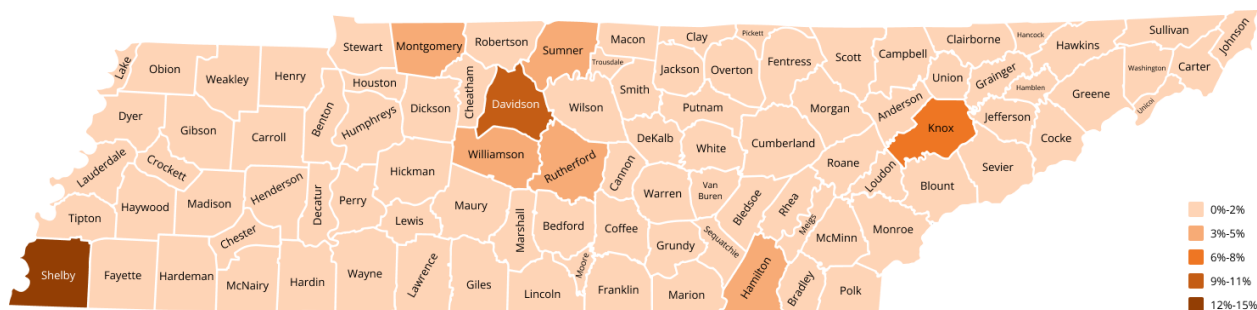 Stewart
Montgomery
Robertson
Sumner
Macon
Clay
Pickett
Fentress
Scott
Campbell
Clairborne
Hancock
Hawkins
Sullivan
Johnson
Lake
Obion
Weakley
Henry
Houston
Cheatham
Trousdale
Jackson
Overton
Union
Grainger
Hamblen
Washington
Carter
Dyer
Gibson
Carroll
Benton
Humphreys
Dickson
Davidson
Wilson
Smith
Putnam
Morgan
Anderson
Knox
Jefferson
Greene
Unicoi
Lauderdale
Crockett
Henderson
Hickman
Williamson
Rutherford
Cannon
DeKalb
White
Cumberland
Roane
Loudon
Blount
Sevier
Cocke
Tipton
Haywood
Madison
Decatur
Perry
Lewis
Maury
Marshall
Bedford
Coffee
Warren
Van
Buren
Bledsoe
Rhea
Meigs
McMinn
Monroe
Shelby
Fayette
Hardeman
Chester
McNairy
Hardin
Wayne
Lawrence
Giles
Lincoln
Moore
Franklin
Grundy
Sequatchie
Marion
Hamilton
Bradley
Polk
0%-2%
3%-5%
6%-8%
9%-11%
12%-15%